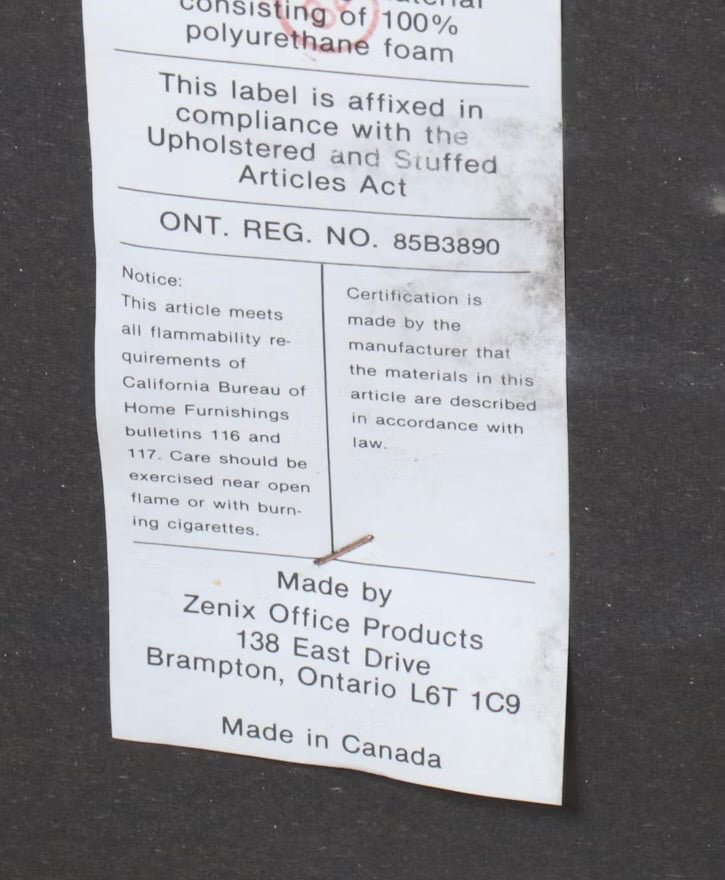 consisting of 100%
polyurethane foam
This label is affixed in
compliance with the
Upholstered and Stuffed
Articles Act
ONT. REG. NO. 85B3890
Notice:
This article meets
all flammability re-
quirements of
California Bureau of
Home Furnishings
bulletins 116 and
117. Care should be
exercised near open
flame or with burn-
ing cigarettes.
Certification is
made by the
manufacturer that
the materials in this
article are described
in accordance with
law.
Made by
Zenix Office Products
138 East Drive
Brampton, Ontario L6T 1C9
Made in Canada